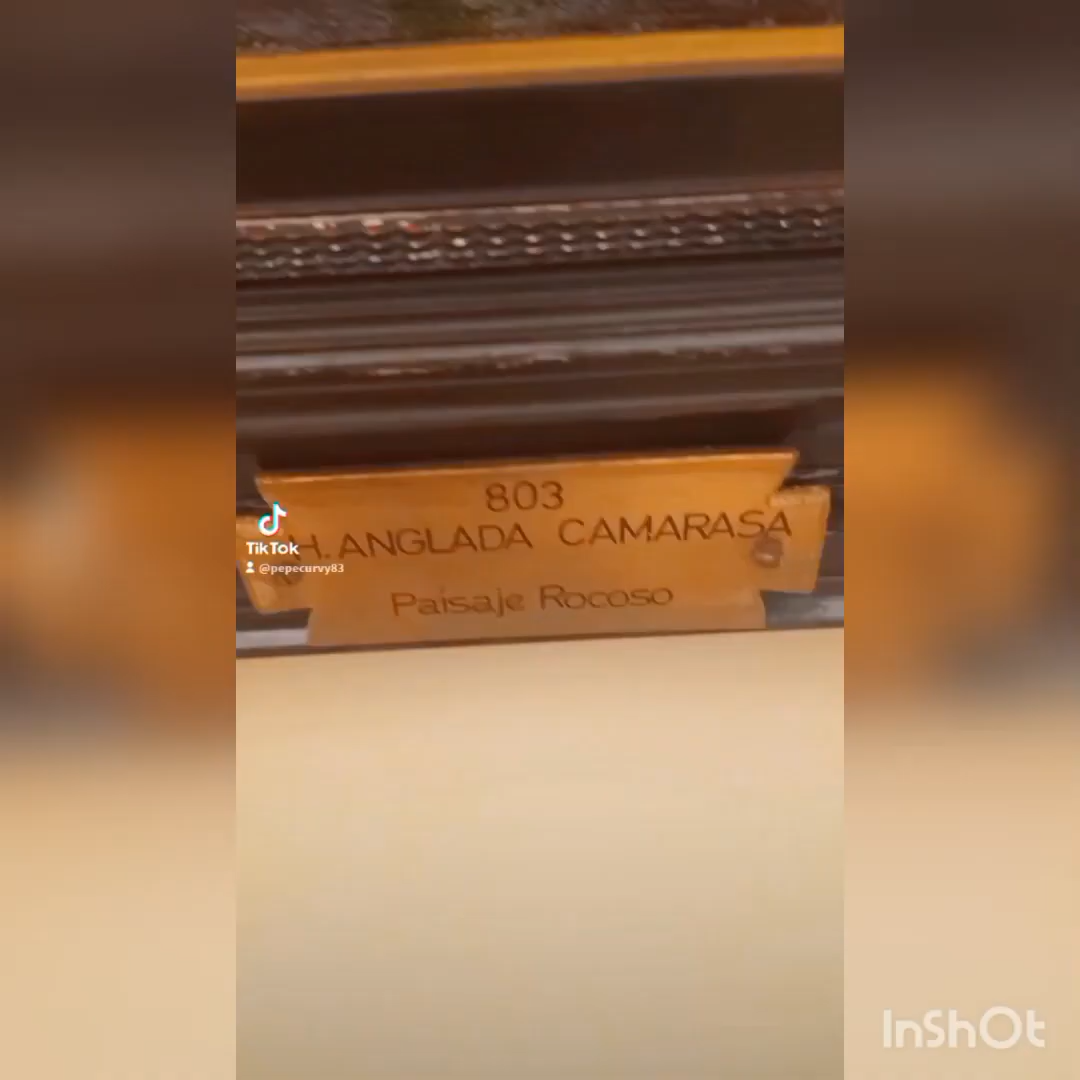 803
H. ANGLADA CAMARASA
Paisaje Rocoso
TikTok
@pepecurvy83
InShOt